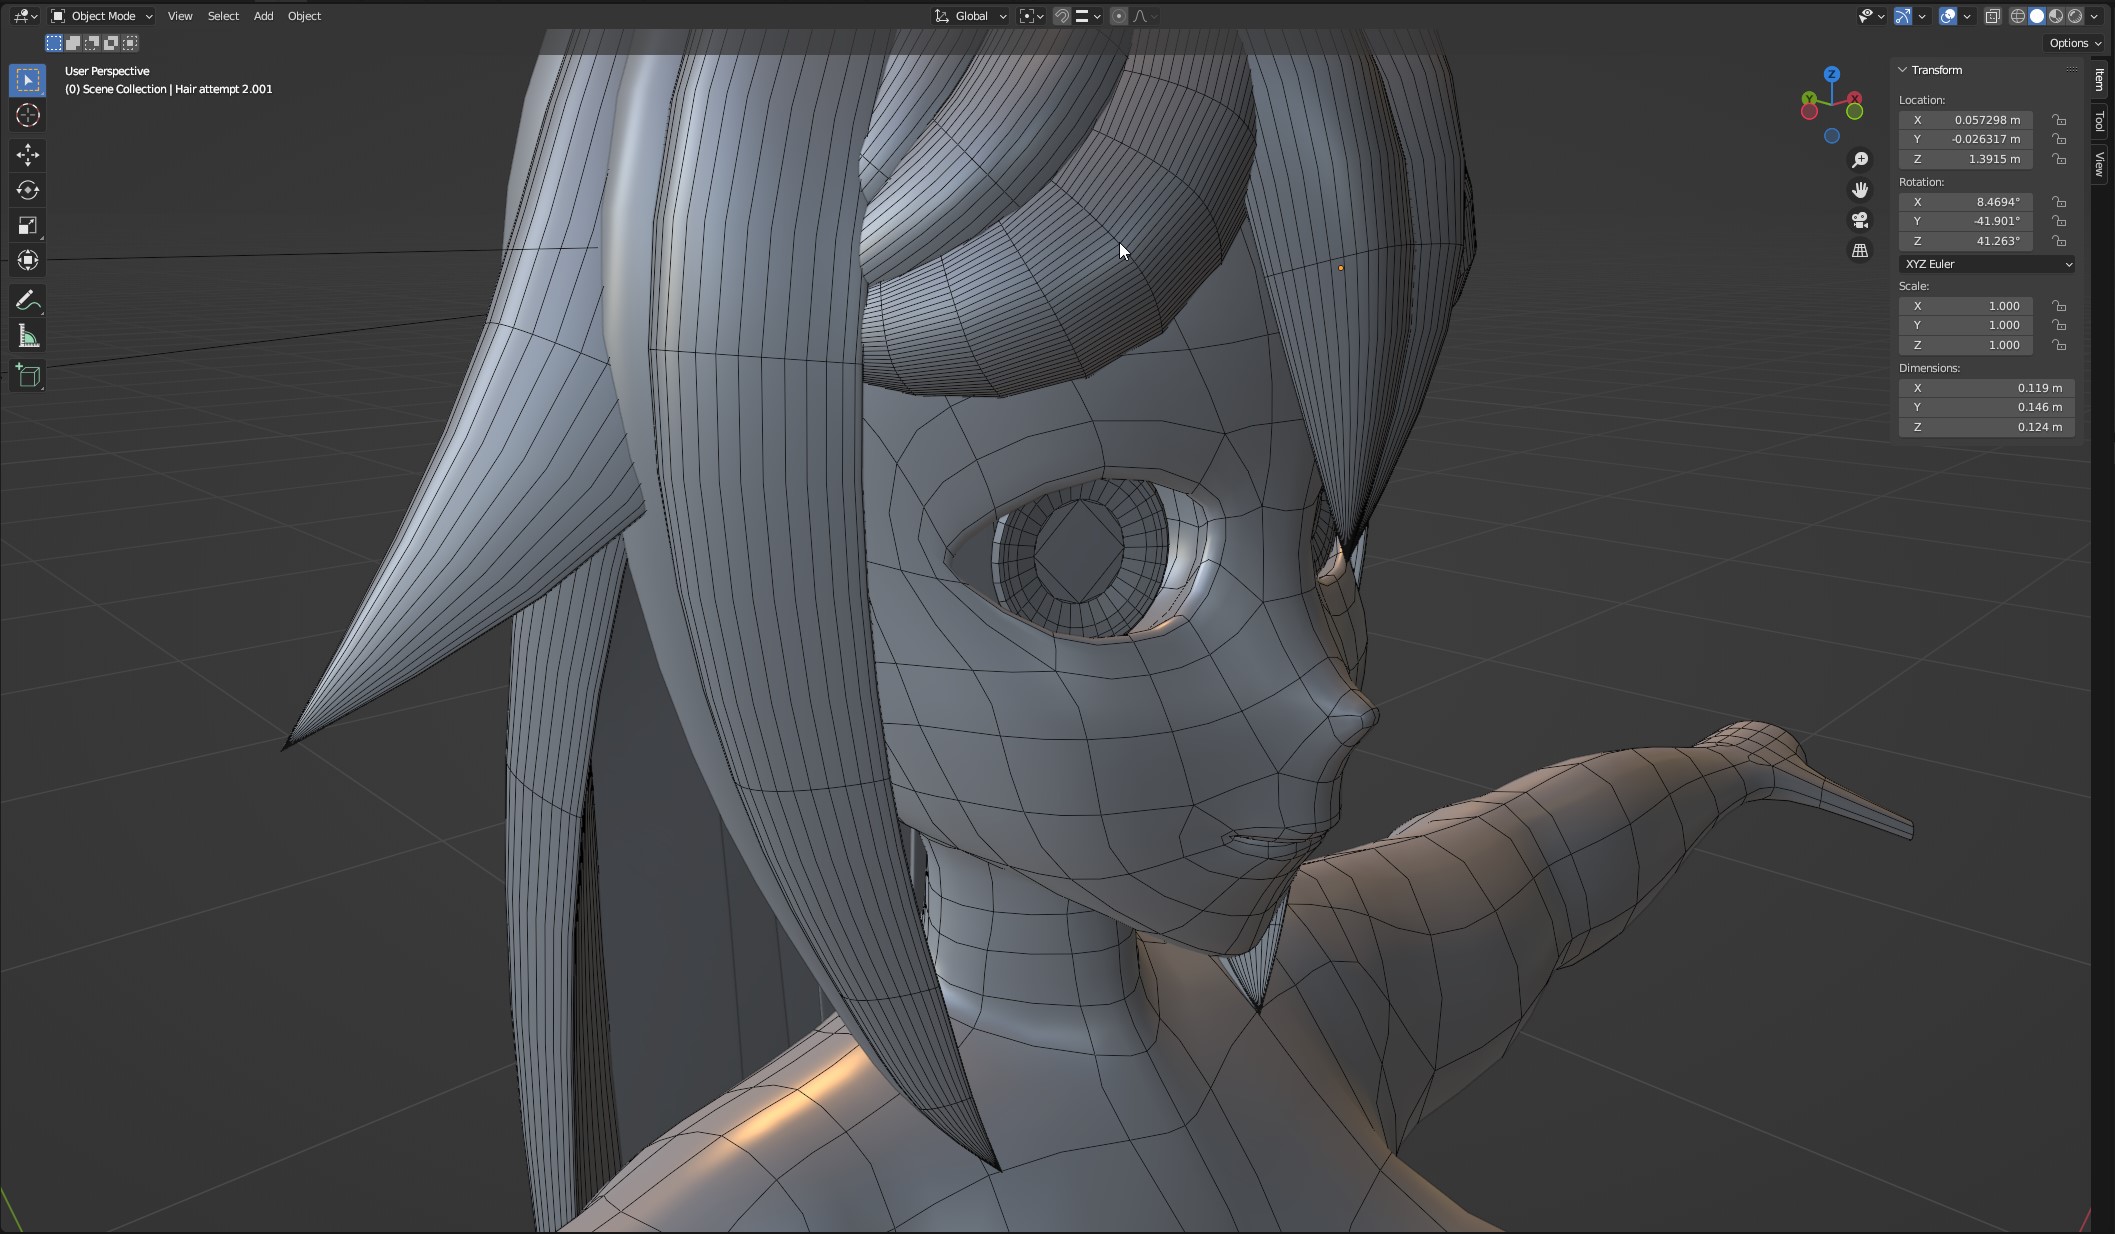 Object Mode View Select Add Object Global
Options
User Perspective
(0) Scene Collection | Hair attempt 2.001
Z
Y
X
Transform
Location:
X 0.057298 m
Y -0.026317 m
Z 1.3915 m
Rotation:
X 8.4694°
Y -41.901°
Z 41.263°
XYZ Euler
Scale:
X 1.000
Y 1.000
Z 1.000
Dimensions:
X 0.119 m
Y 0.146 m
Z 0.124 m
Item
Tool
View